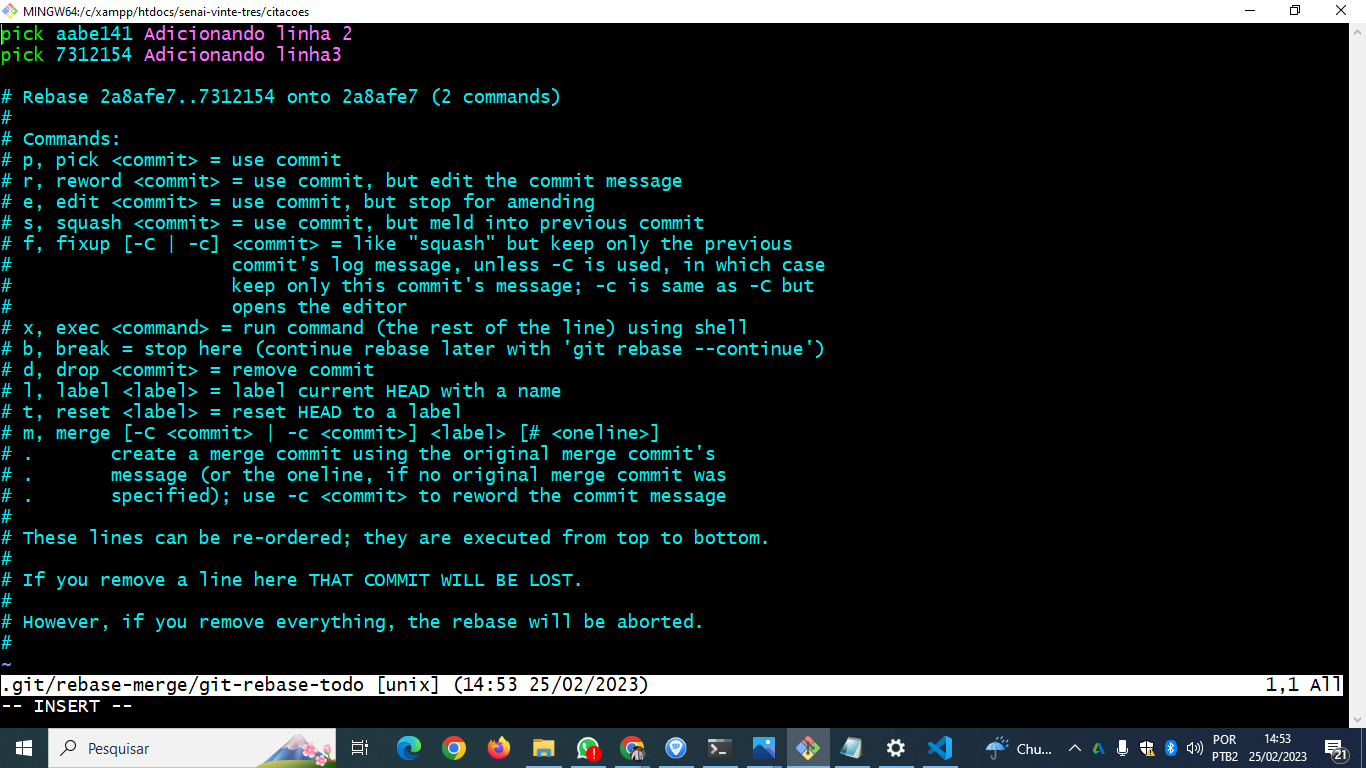 MINGW64:/c/xampp/htdocs/senai-vinte-tres/citacoes
pick aabe141 Adicionando linha 2
pick 7312154 Adicionando linha3
# Rebase 2a8afe7..7312154 onto 2a8afe7 (2 commands)
#
# Commands:
# p, pick <commit> = use commit
# r, reword <commit> = use commit, but edit the commit message
# e, edit <commit> = use commit, but stop for amending
# s, squash <commit> = use commit, but meld into previous commit
# f, fixup [-C | -c] <commit> = like "squash" but keep only the previous
#                    commit's log message, unless -C is used, in which case
#                    keep only this commit's message; -c is same as -C but
#                    opens the editor
# x, exec <command> = run command (the rest of the line) using shell
# b, break = stop here (continue rebase later with 'git rebase --continue')
# d, drop <commit> = remove commit
# l, label <label> = label current HEAD with a name
# t, reset <label> = reset HEAD to a label
# m, merge [-C <commit> | -c <commit>] <label> [# <oneline>]
# .       create a merge commit using the original merge commit's
# .       message (or the oneline, if no original merge commit was
# .       specified); use -c <commit> to reword the commit message
#
# These lines can be re-ordered; they are executed from top to bottom.
#
# If you remove a line here THAT COMMIT WILL BE LOST.
#
# However, if you remove everything, the rebase will be aborted.
#
~
.git/rebase-merge/git-rebase-todo [unix] (14:53 25/02/2023) 1,1 All
-- INSERT --
Pesquisar
Chu...
POR
PTB2
14:53
25/02/2023
21